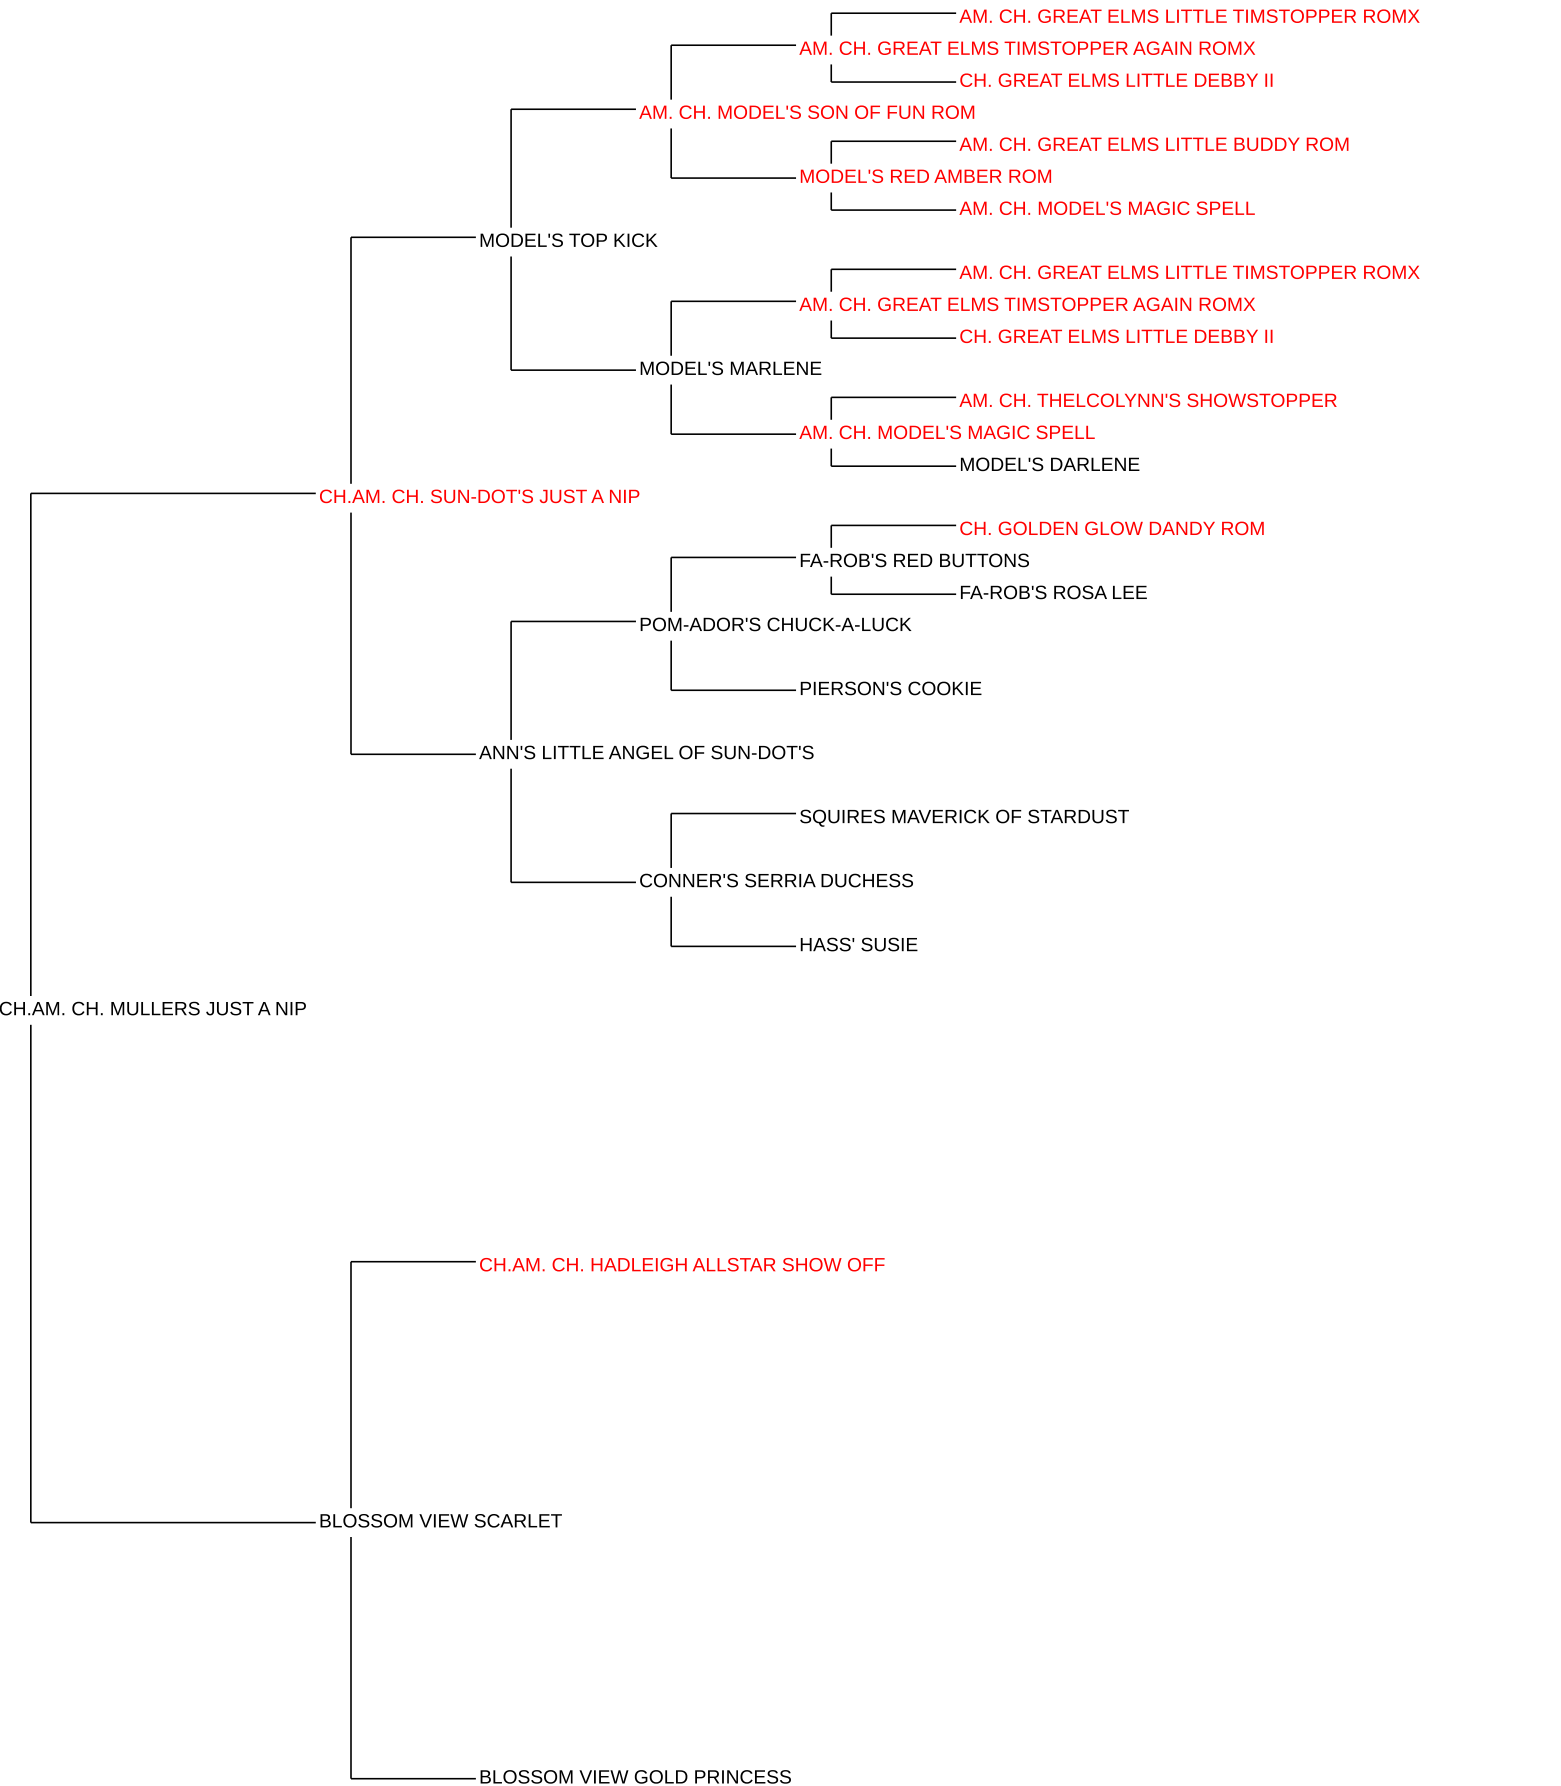 AM. CH. GREAT ELMS LITTLE TIMSTOPPER ROMX
AM. CH. GREAT ELMS TIMSTOPPER AGAIN ROMX
CH. GREAT ELMS LITTLE DEBBY II
AM. CH. MODEL'S SON OF FUN ROM
AM. CH. GREAT ELMS LITTLE BUDDY ROM
MODEL'S RED AMBER ROM
AM. CH. MODEL'S MAGIC SPELL
MODEL'S TOP KICK
AM. CH. GREAT ELMS LITTLE TIMSTOPPER ROMX
AM. CH. GREAT ELMS TIMSTOPPER AGAIN ROMX
CH. GREAT ELMS LITTLE DEBBY II
MODEL'S MARLENE
AM. CH. THELCOLYNN'S SHOWSTOPPER
AM. CH. MODEL'S MAGIC SPELL
MODEL'S DARLENE
CH.AM. CH. SUN-DOT'S JUST A NIP
CH. GOLDEN GLOW DANDY ROM
FA-ROB'S RED BUTTONS
FA-ROB'S ROSA LEE
POM-ADOR'S CHUCK-A-LUCK
PIERSON'S COOKIE
ANN'S LITTLE ANGEL OF SUN-DOT'S
SQUIRES MAVERICK OF STARDUST
CONNER'S SERRIA DUCHESS
HASS' SUSIE
CH.AM. CH. MULLERS JUST A NIP
CH.AM. CH. HADLEIGH ALLSTAR SHOW OFF
BLOSSOM VIEW SCARLET
BLOSSOM VIEW GOLD PRINCESS